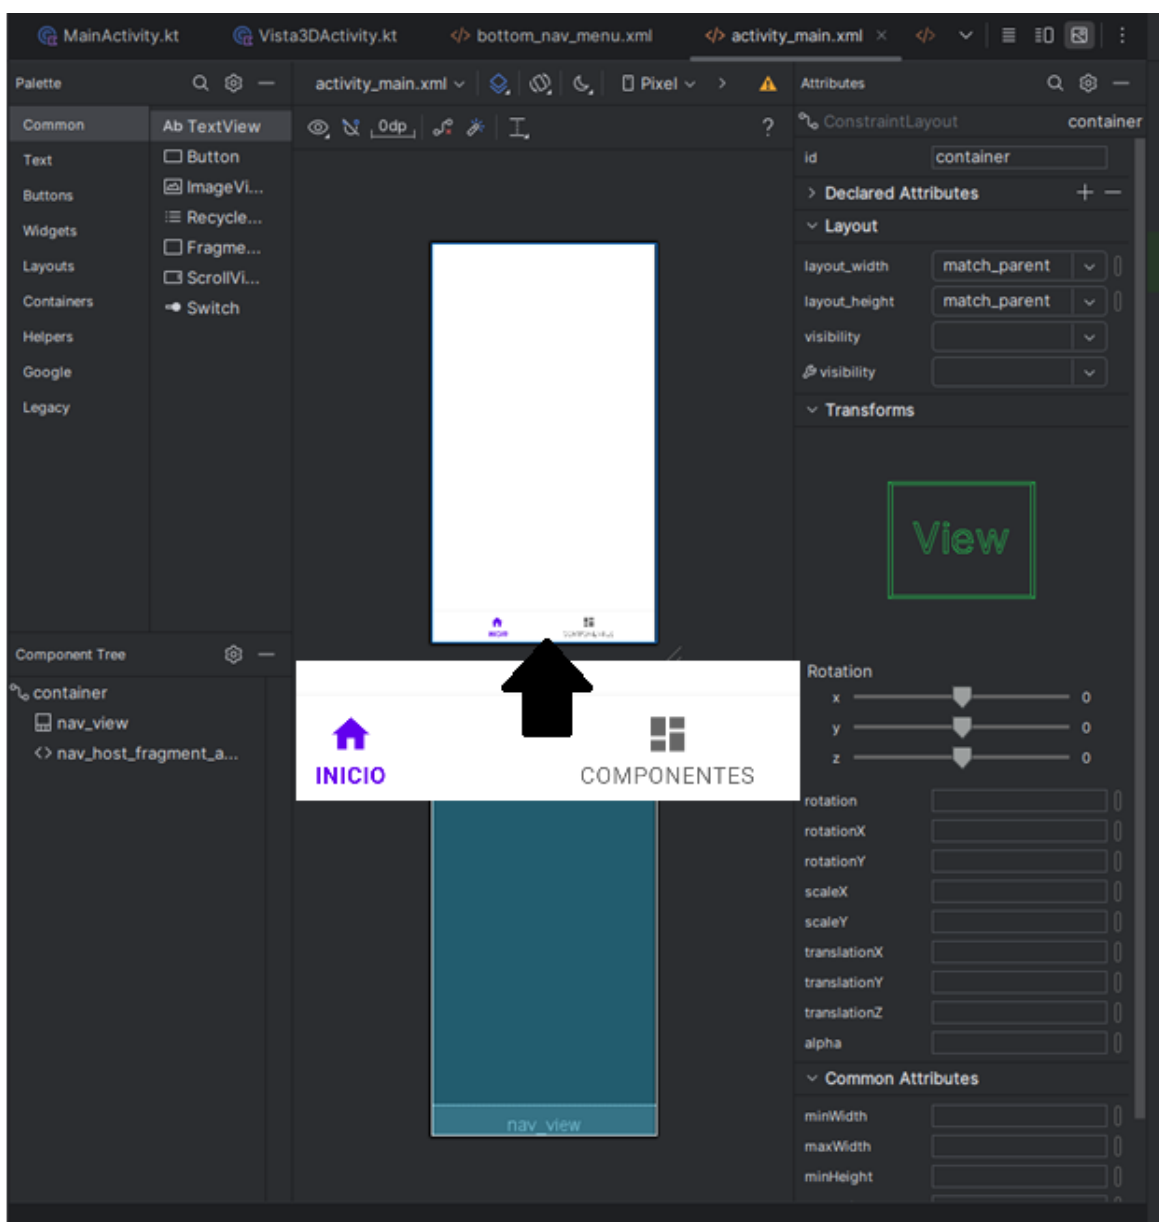 MainActivity.kt
Vista3DActivity.kt
bottom_nav_menu.xml
activity_main.xml
Palette
activity_main.xml
Pixel
Attributes
Common
Text
Buttons
Widgets
Layouts
Containers
Helpers
Google
Legacy
Ab TextView
Button
ImageVi...
Recycle...
Fragme...
ScrollVi...
Switch
0dp
?
INICIO
INICIO
COMPONENTES
nav_view
Component Tree
container
nav_view
<> nav_host_fragment_a...
ConstraintLayout container
id container
Declared Attributes
Layout
layout_width match_parent
layout_height match_parent
visibility
visibility
Transforms
View
Rotation
x 0
y 0
z 0
rotation
rotationX
rotationY
scaleX
scaleY
translationX
translationY
translationZ
alpha
Common Attributes
minWidth
maxWidth
minHeight